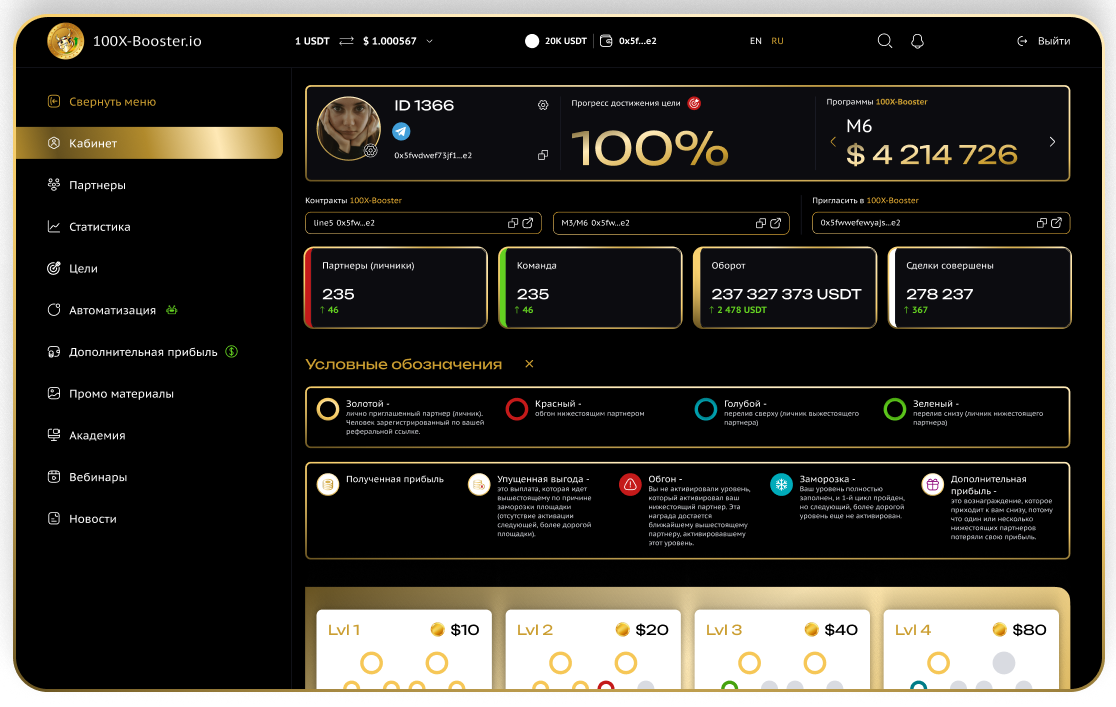 100X-Booster.io
1 USDT $ 1.000567
20K USDT 0x5f...e2
EN RU
Выйти
Свернуть меню
Кабинет
Партнеры
Статистика
Цели
Автоматизация
Дополнительная прибыль
Промо материалы
Академия
Вебинары
Новости
ID 1366
0x5fwdwef73jf1...e2
Прогресс достижения цели
100%
Программы 100X-Booster
M6
$ 4 214 726
Контракты 100X-Booster
line5 0x5fw...e2
M3/M6 0x5fw...e2
Пригласить в 100X-Booster
0x5fwwefewyajs...e2
Партнеры (личники)
235
↑ 46
Команда
235
↑ 46
Оборот
237 327 373 USDT
↑ 2 478 USDT
Сделки совершены
278 237
↑ 367
Условные обозначения
Золотой -
лично приглашенный партнер (личник).
Человек зарегистрированный по вашей
реферальной ссылке.
Красный -
обгон нижестоящим партнером
Голубой -
перелив сверху (личник вышестоящего
партнера)
Зеленый -
перелив снизу (личник нижестоящего
партнера)
Полученная прибыль
Упущенная выгода -
это выплата, которая идет
вышестоящему по причине
заморозки площадки
(отсутствие активации
следующей, более дорогой
площадки).
Обгон -
Вы не активировали уровень,
который активировал ваш
нижестоящий партнер. Эта
награда достается
ближайшему вышестоящему
партнеру, активировавшему
этот уровень.
Заморозка -
Ваш уровень полностью
заполнен, и 1-й цикл пройден,
но следующий, более дорогой
уровень еще не активирован.
Дополнительная
прибыль -
это вознаграждение, которое
приходит к вам снизу, потому
что один или несколько
нижестоящих партнеров
потеряли свою прибыль.
Lvl 1 $10
Lvl 2 $20
Lvl 3 $40
Lvl 4 $80